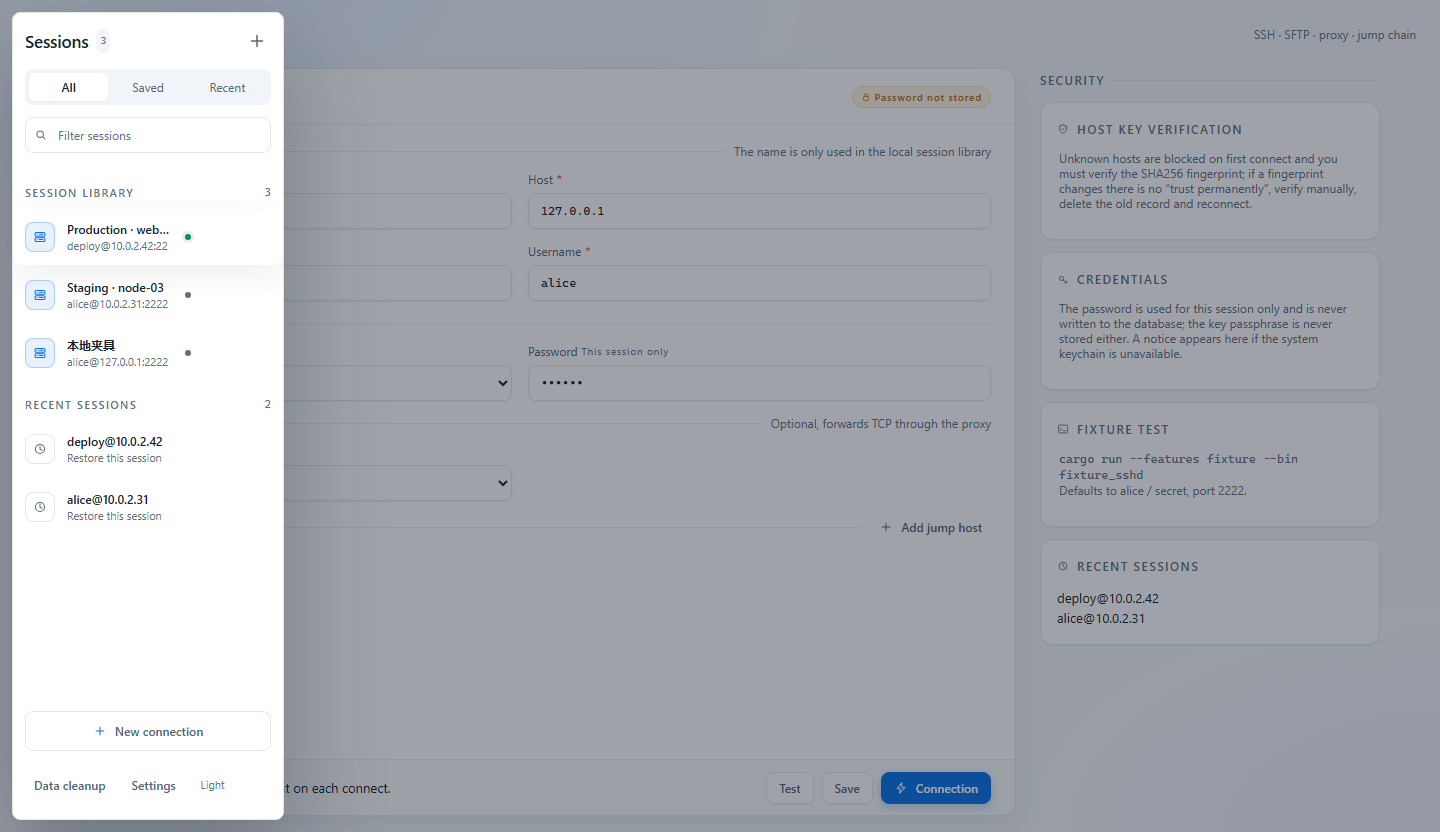 Sessions 3
All Saved Recent
Filter sessions
SESSION LIBRARY 3
Production · web...
deploy@10.0.2.42:22
Staging · node-03
alice@10.0.2.31:2222
本地夹具
alice@127.0.0.1:2222
RECENT SESSIONS 2
deploy@10.0.2.42
Restore this session
alice@10.0.2.31
Restore this session
New connection
Data cleanup Settings Light
SSH · SFTP · proxy · jump chain
Password not stored
The name is only used in the local session library
Host *
127.0.0.1
Username *
alice
Password This session only
••••••
Optional, forwards TCP through the proxy
Add jump host
it on each connect.
Test Save Connection
SECURITY
HOST KEY VERIFICATION
Unknown hosts are blocked on first connect and you
must verify the SHA256 fingerprint; if a fingerprint
changes there is no “trust permanently”, verify manually,
delete the old record and reconnect.
CREDENTIALS
The password is used for this session only and is never
written to the database; the key passphrase is never
stored either. A notice appears here if the system
keychain is unavailable.
FIXTURE TEST
cargo run --features fixture --bin
fixture_sshd
Defaults to alice / secret, port 2222.
RECENT SESSIONS
deploy@10.0.2.42
alice@10.0.2.31